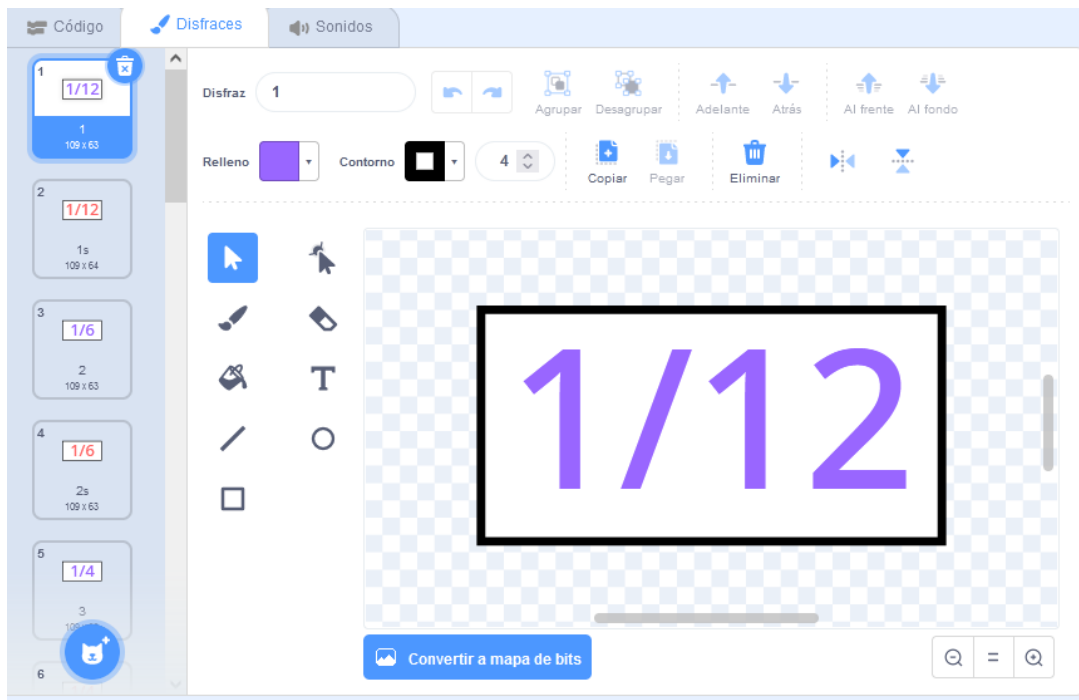 Código
Disfraces
Sonidos
1
1/12
1
109 x 63
2
1/12
1s
109 x 64
3
1/6
2
109 x 63
4
1/6
2s
109 x 63
5
1/4
3
6
Disfraz 1
Agrupar Desagrupar Adelante Atrás Al frente Al fondo
Relleno Contorno 4
Copiar Pegar Eliminar
T
1/12
Convertir a mapa de bits